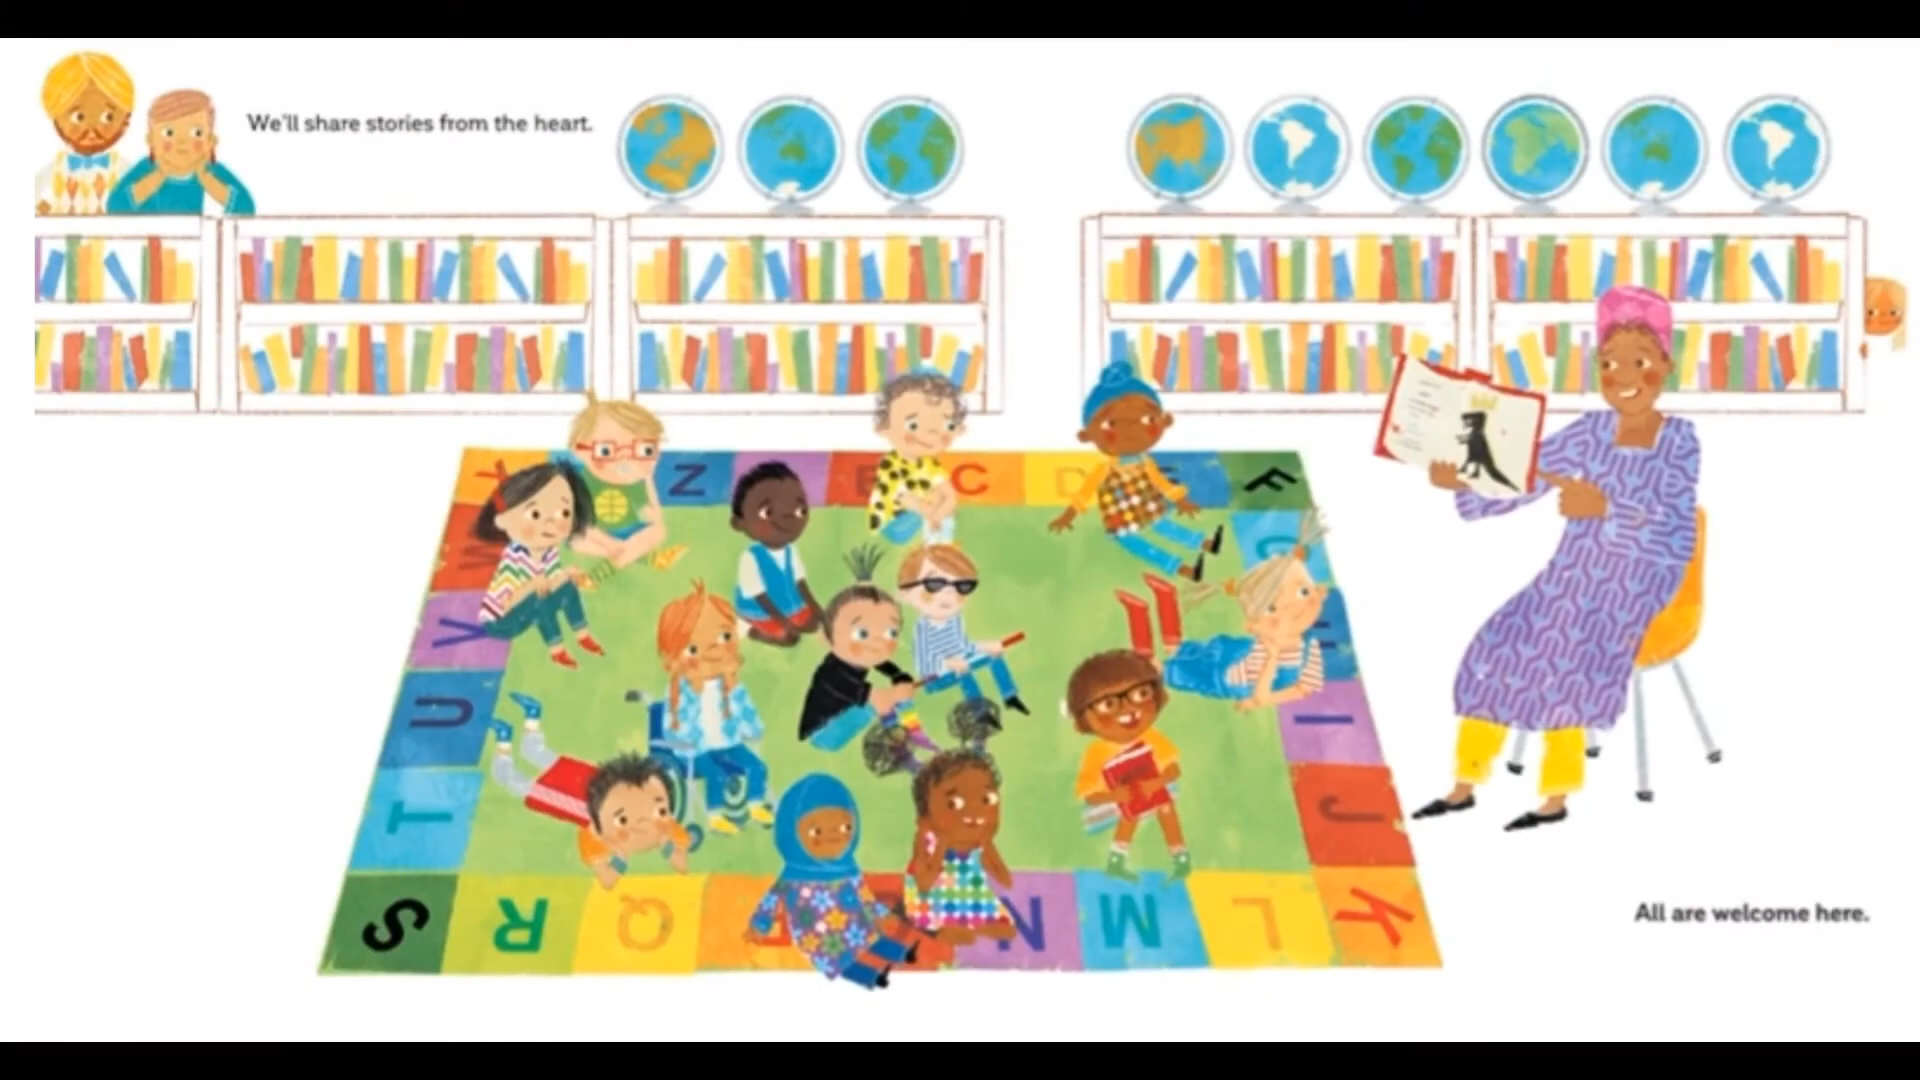 We'll share stories from the heart.
Z C D F
W G
V H
U I
T J
S R Q N M L K
All are welcome here.